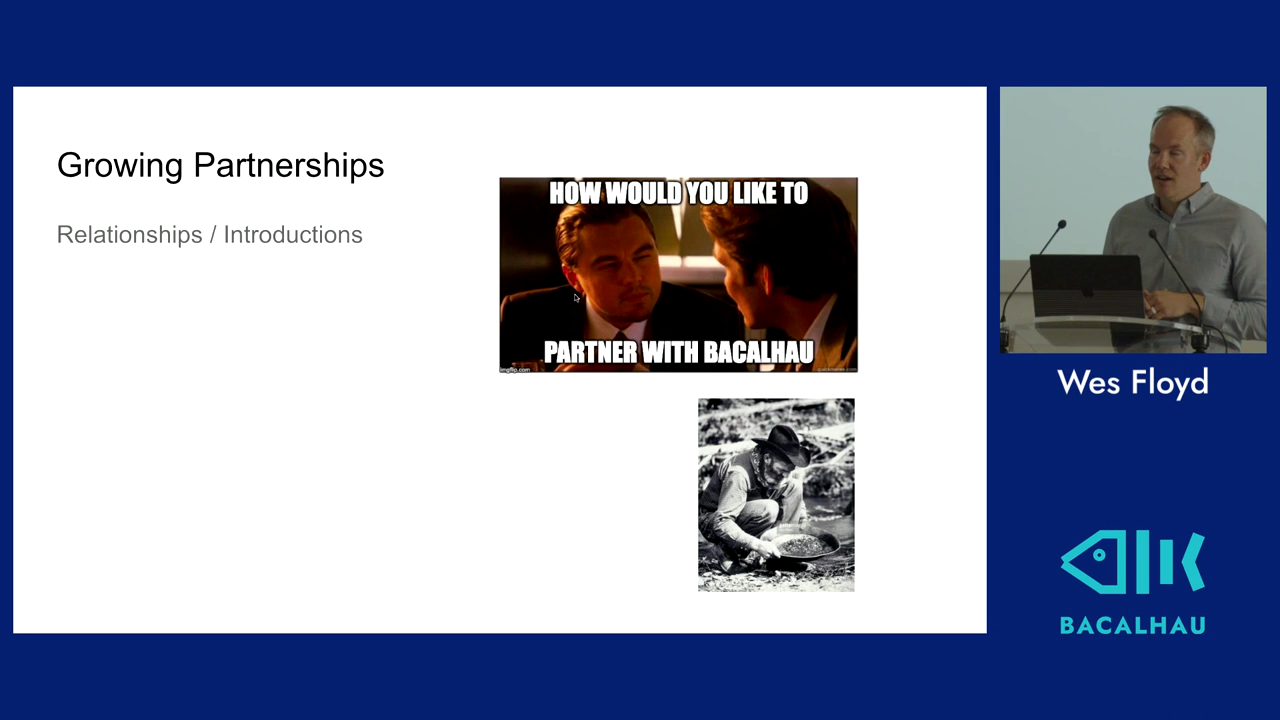 Growing Partnerships
Relationships / Introductions
HOW WOULD YOU LIKE TO
PARTNER WITH BACALHAU
imgflip.com
Wes Floyd
BACALHAU